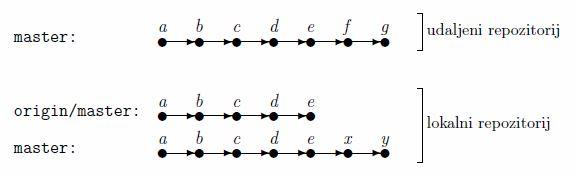 a b c d e f g
master: udaljeni repozitorij
a b c d e
origin/master:
lokalni repozitorij
a b c d e x y
master: